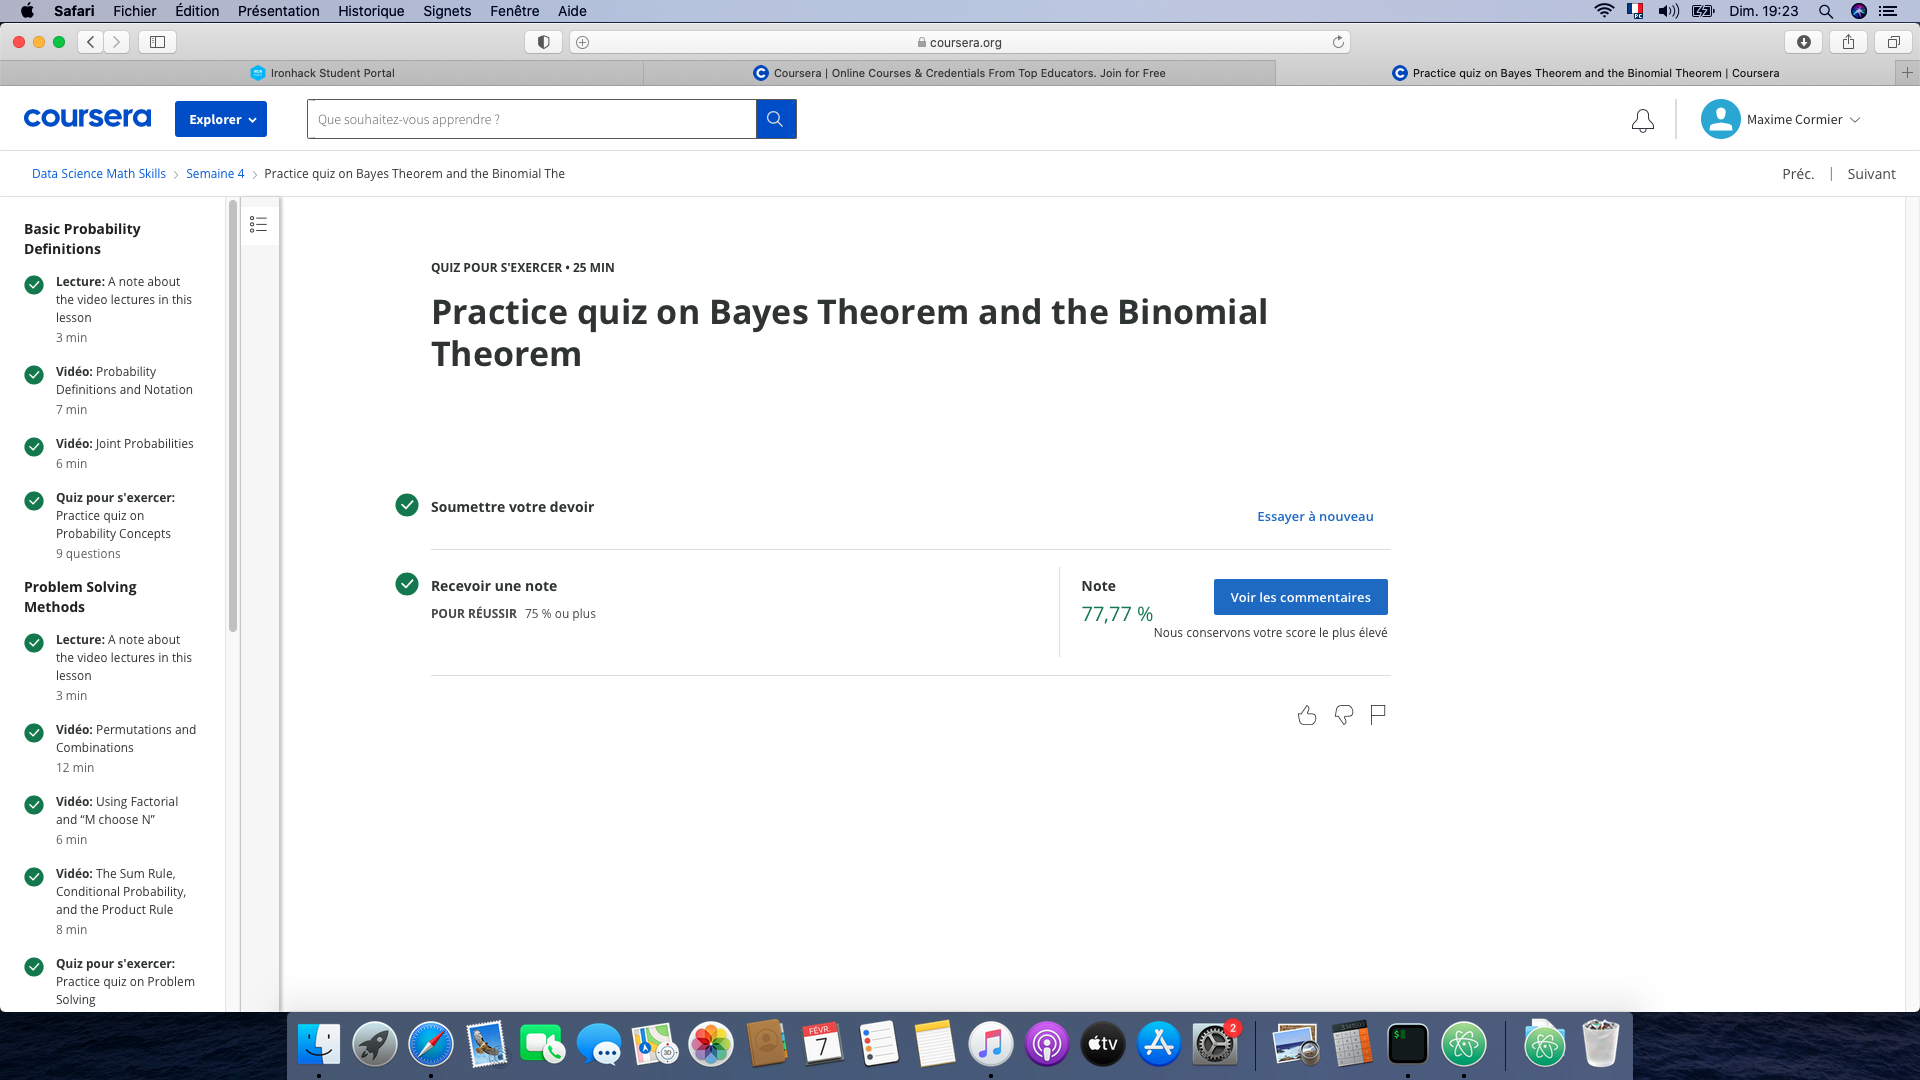 Safari Fichier Édition Présentation Historique Signets Fenêtre Aide Dim. 19:23
coursera.org
Ironhack Student Portal
Coursera | Online Courses & Credentials From Top Educators. Join for Free
Practice quiz on Bayes Theorem and the Binomial Theorem | Coursera
coursera
Explorer
Que souhaitez-vous apprendre ?
Maxime Cormier
Data Science Math Skills
Semaine 4
Practice quiz on Bayes Theorem and the Binomial The
Préc.
Suivant
Basic Probability
Definitions
Lecture: A note about
the video lectures in this
lesson
3 min
Vidéo: Probability
Definitions and Notation
7 min
Vidéo: Joint Probabilities
6 min
Quiz pour s'exercer:
Practice quiz on
Probability Concepts
9 questions
Problem Solving
Methods
Lecture: A note about
the video lectures in this
lesson
3 min
Vidéo: Permutations and
Combinations
12 min
Vidéo: Using Factorial
and “M choose N”
6 min
Vidéo: The Sum Rule,
Conditional Probability,
and the Product Rule
8 min
Quiz pour s'exercer:
Practice quiz on Problem
Solving
QUIZ POUR S'EXERCER • 25 MIN
Practice quiz on Bayes Theorem and the Binomial
Theorem
Soumettre votre devoir
Essayer à nouveau
Recevoir une note
POUR RÉUSSIR 75 % ou plus
Note
77,77 %
Voir les commentaires
Nous conservons votre score le plus élevé
FÉVR.
7
3D
tv
2
$